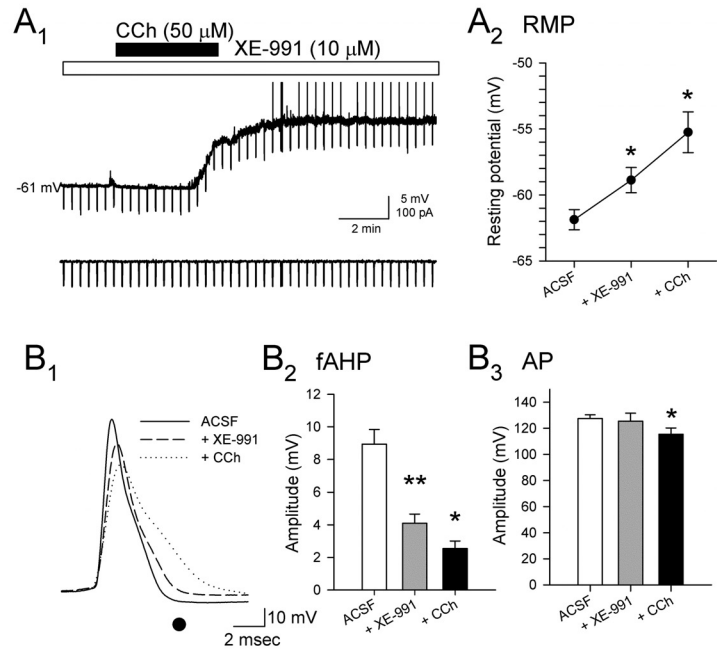 A1
CCh (50 μM)
XE-991 (10 μM)
-61 mV
5 mV
100 pA
2 min
A2 RMP
Resting potential (mV)
-50
-55
-60
-65
ACSF
+ XE-991
+ CCh
B1
ACSF
+ XE-991
+ CCh
10 mV
2 msec
B2 fAHP
Amplitude (mV)
12
10
8
6
4
2
0
**
*
ACSF
+ XE-991
+ CCh
B3 AP
Amplitude (mV)
140
120
100
80
60
40
20
0
*
ACSF
+ XE-991
+ CCh